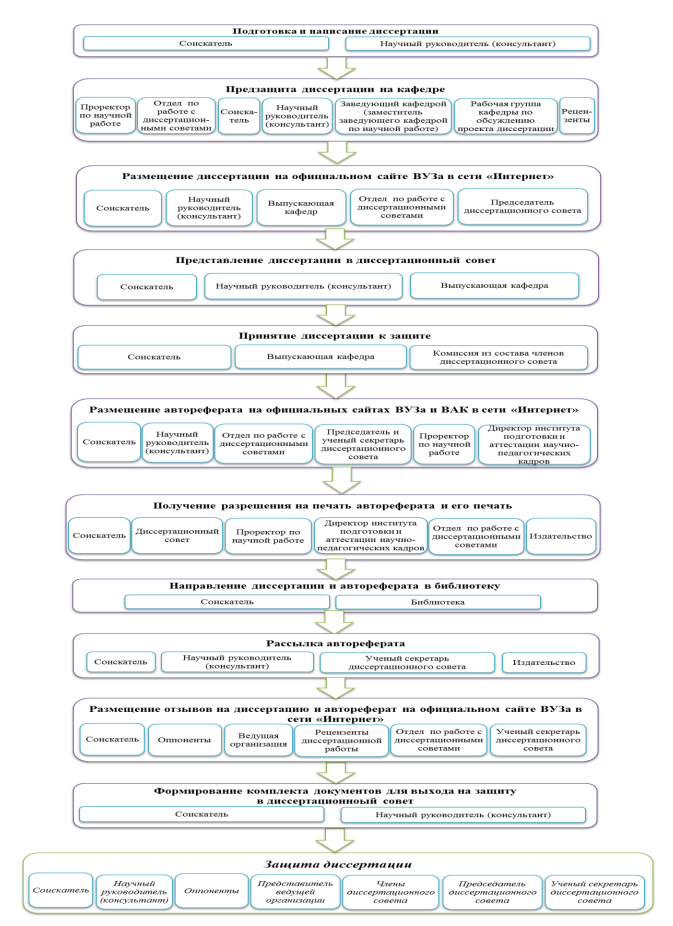 Подготовка и написание диссертации
Соискатель
Научный руководитель (консультант)
Предзащита диссертации на кафедре
Проректор
по научной
работе
Отдел по
работе с
диссертацион-
ными советами
Соиска-
тель
Научный
руководитель
(консультант)
Заведующий кафедрой
(заместитель
заведующего кафедрой
по научной работе)
Рабочая группа
кафедры по
обсуждению
проекта диссертации
Рецен-
зенты
Размещение диссертации на официальном сайте ВУЗа в сети «Интернет»
Соискатель
Научный
руководитель
(консультант)
Выпускающая
кафедр
Отдел по работе с
диссертационными
советами
Председатель
диссертационного совета
Представление диссертации в диссертационный совет
Соискатель
Научный руководитель (консультант)
Выпускающая кафедра
Принятие диссертации к защите
Соискатель
Выпускающая кафедра
Комиссия из состава членов
диссертационного совета
Размещение автореферата на официальных сайтах ВУЗа и ВАК в сети «Интернет»
Соискатель
Научный
руководитель
(консультант)
Отдел по работе с
диссертационными
советами
Председатель и
ученый секретарь
диссертационного
совета
Проректор
по научной
работе
Директор института
подготовки и
аттестации научно-
педагогических
кадров
Получение разрешения на печать автореферата и его печать
Соискатель
Диссертационный
совет
Проректор по
научной работе
Директор института
подготовки и
аттестации научно-
педагогических кадров
Отдел по работе с
диссертационными
советами
Издательство
Направление диссертации и автореферата в библиотеку
Соискатель
Библиотека
Рассылка автореферата
Соискатель
Научный руководитель
(консультант)
Ученый секретарь
диссертационного совета
Издательство
Размещение отзывов на диссертацию и автореферат на официальном сайте ВУЗа в
сети «Интернет»
Соискатель
Оппоненты
Ведущая
организация
Рецензенты
диссертационной
работы
Отдел по работе с
диссертационными
советами
Ученый секретарь
диссертационного
совета
Формирование комплекта документов для выхода на защиту
в диссертационноый совет
Соискатель
Научный руководитель (консультант)
Защита диссертации
Соискатель
Научный
руководитель
(консультант)
Оппоненты
Представитель
ведущей
организации
Члены
диссертационного
совета
Председатель
диссертационного
совета
Ученый секретарь
диссертационного
совета